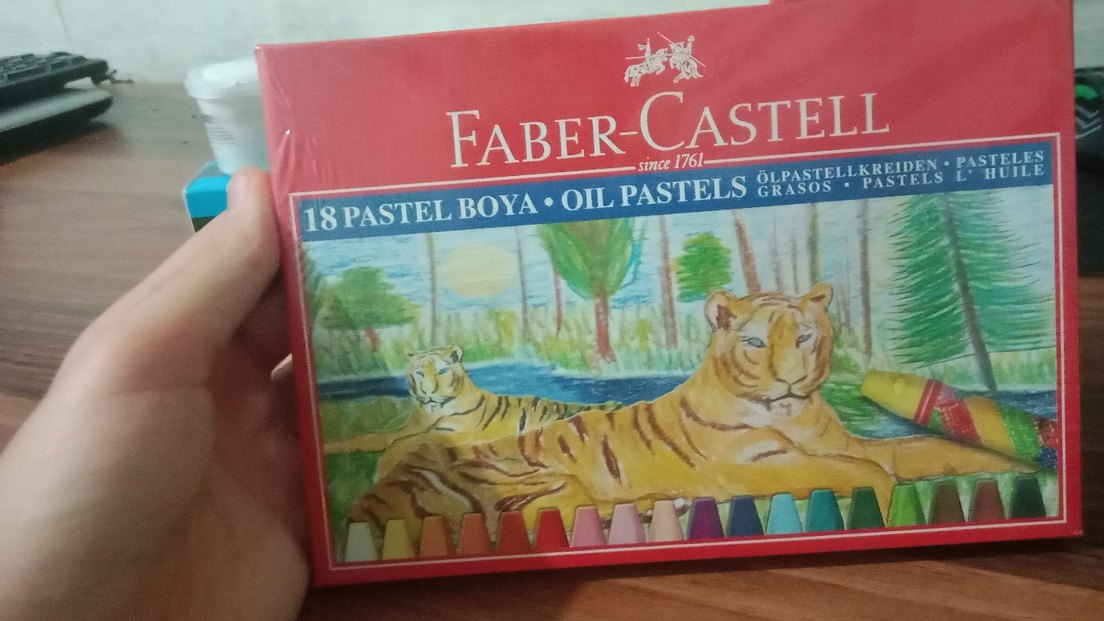 FABER-CASTELL
since 1761
18 PASTEL BOYA • OIL PASTELS ÖLPASTELLKREIDEN • PASTELES
GRASOS • PASTELS L' HUILE